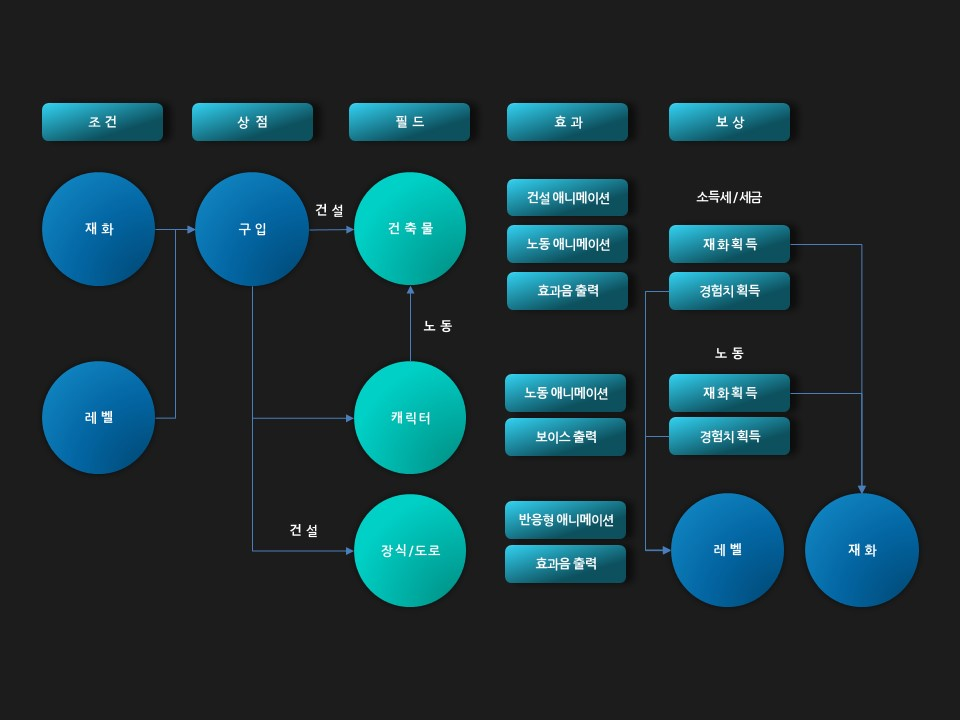 조 건
상 점
필 드
효 과
보 상
재 화
구 입
건 설
건 축 물
건설 애니메이션
소득세/세금
노동 애니메이션
재화획득
효과음 출력
경험치 획득
노 동
노 동
레 벨
캐릭터
노동 애니메이션
재화획득
보이스 출력
경험치 획득
건 설
장식/도로
반응형 애니메이션
효과음 출력
레 벨
재 화